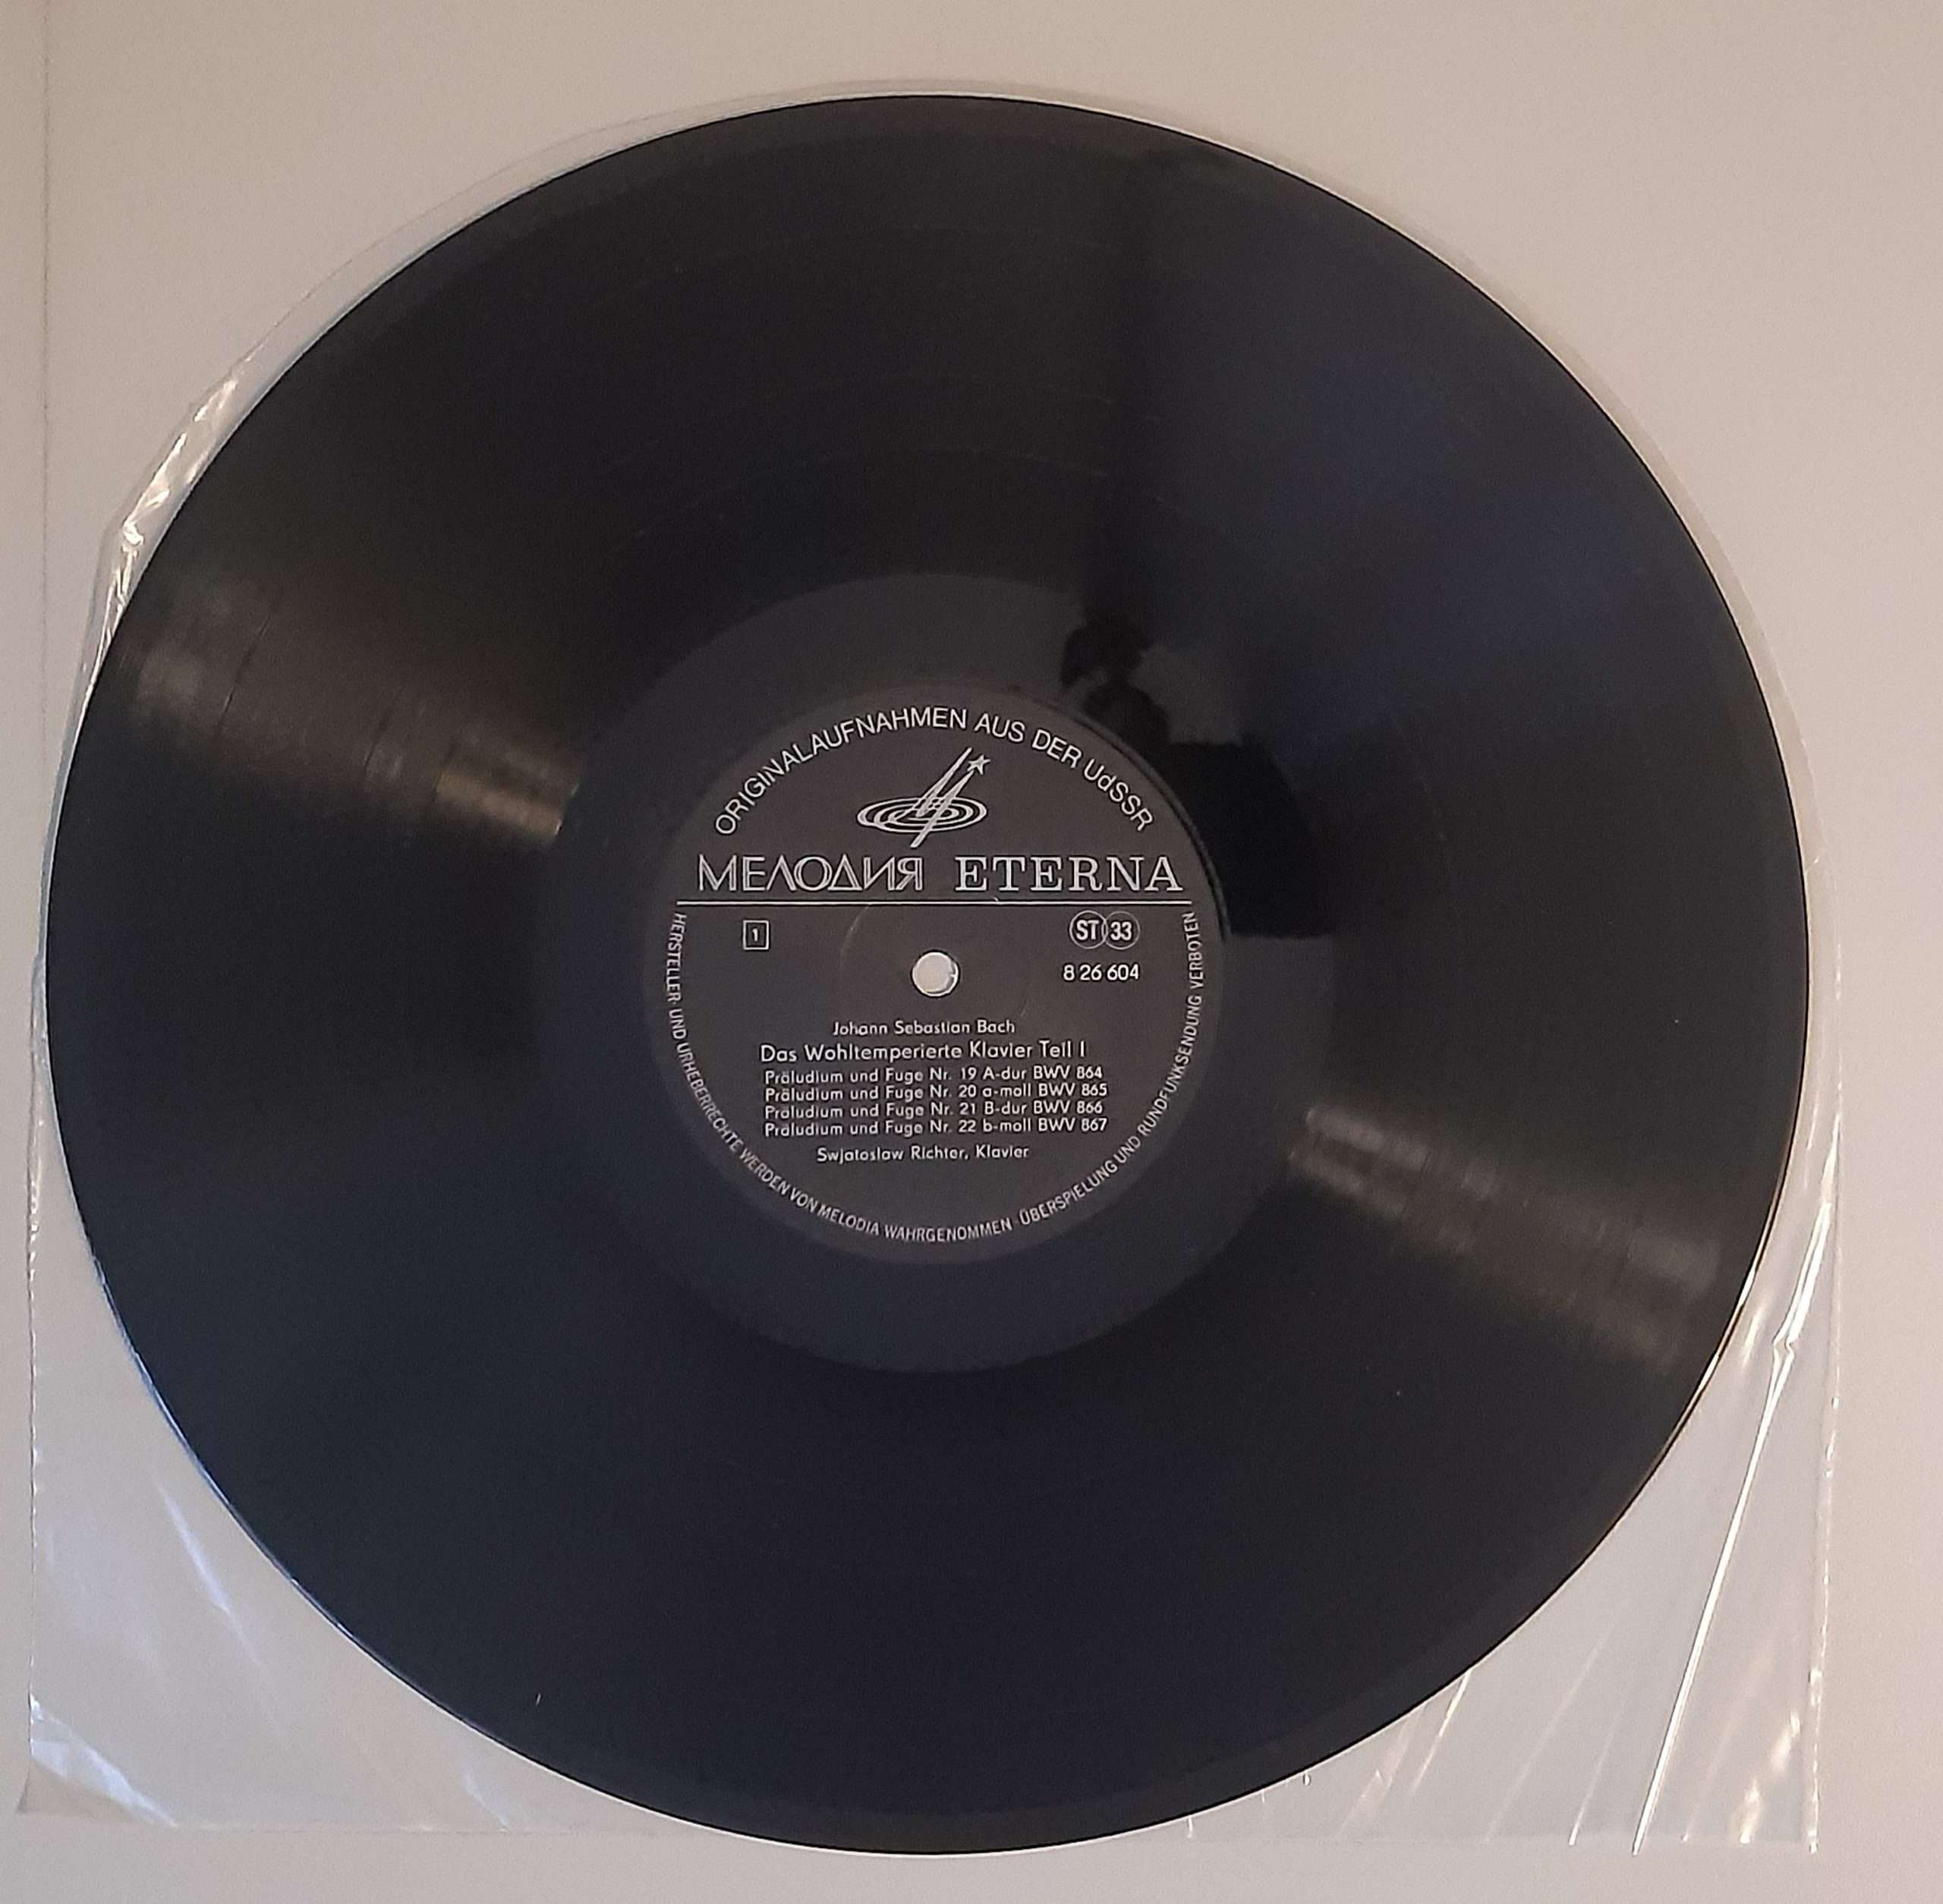 ORIGINALAUFNAHMEN AUS DER UdSSR
МЕЛОДИЯ ETERNA
1
ST 33
8 26 604
Johann Sebastian Bach
Das Wohltemperierte Klavier Teil I
Präludium und Fuge Nr. 19 A-dur BWV 864
Präludium und Fuge Nr. 20 a-moll BWV 865
Präludium und Fuge Nr. 21 B-dur BWV 866
Präludium und Fuge Nr. 22 b-moll BWV 867
Swjatoslaw Richter, Klavier
HERSTELLER- UND URHEBERRECHTE WERDEN VON MELODIA WAHRGENOMMEN · ÜBERSPIELUNG UND RUNDFUNKSENDUNG VERBOTEN